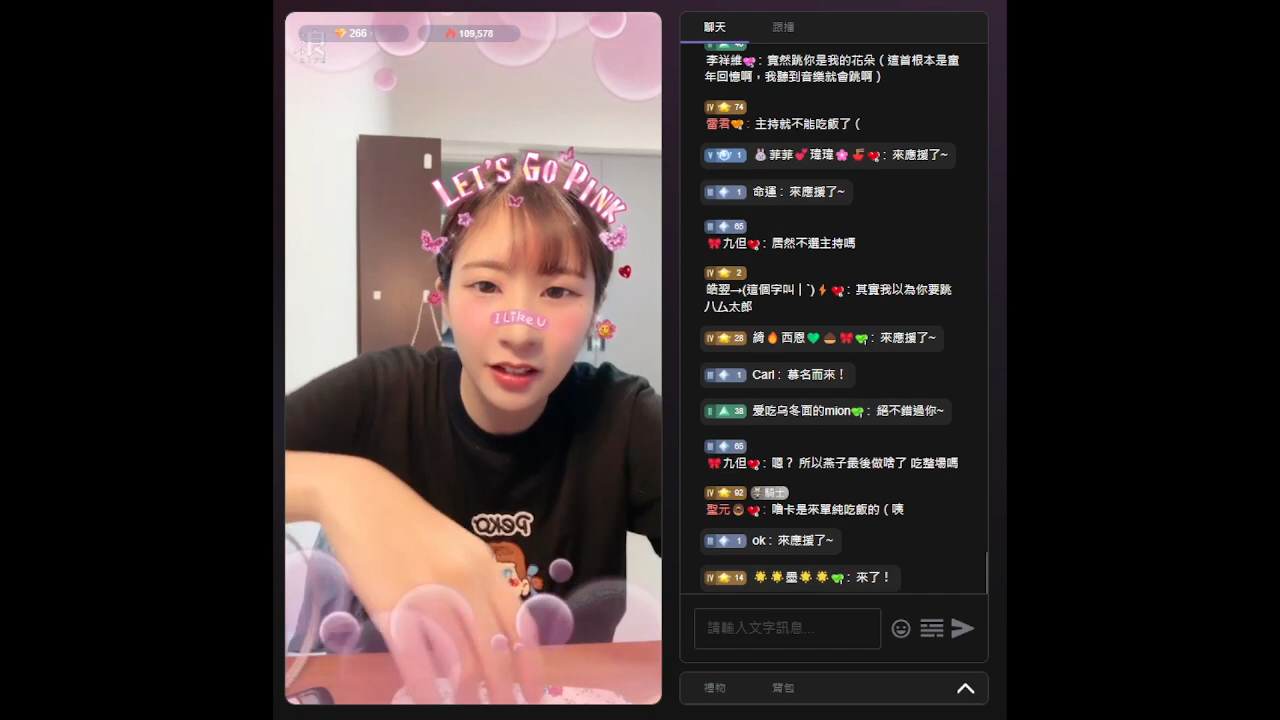 266
109,578
LET'S GO PINK
I Like U
Peko
聊天
跟播
II 40
李祥維：竟然跳你是我的花朵（這首根本是童
年回憶啊，我聽到音樂就會跳啊）
IV 74
雷君：主持就不能吃飯了（
V 1 菲菲瑋瑋：來應援了~
III 1 命運：來應援了~
III 65
九但：居然不選主持嗎
IV 2
皓翌→(這個字叫ㄧˋ)：其實我以為你要跳
八ム太郎
IV 28 綺西恩：來應援了~
III 1 Carl：慕名而來！
II 38 爱吃乌冬面的mion：絕不錯過你~
III 65
九但：嗯？ 所以燕子最後做啥了 吃整場嗎
IV 92 騎士
聖元：嚕卡是來單純吃飯的（咦
III 1 ok：來應援了~
IV 14 墨：來了！
請輸入文字訊息...
禮物
背包